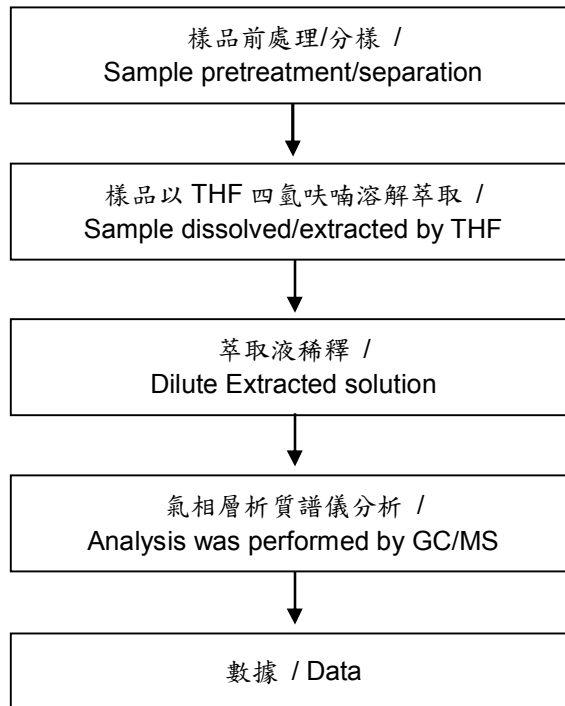 樣品前處理/分樣 /
Sample pretreatment/separation
樣品以 THF 四氫呋喃溶解萃取 /
Sample dissolved/extracted by THF
萃取液稀釋 /
Dilute Extracted solution
氣相層析質譜儀分析 /
Analysis was performed by GC/MS
數據 / Data